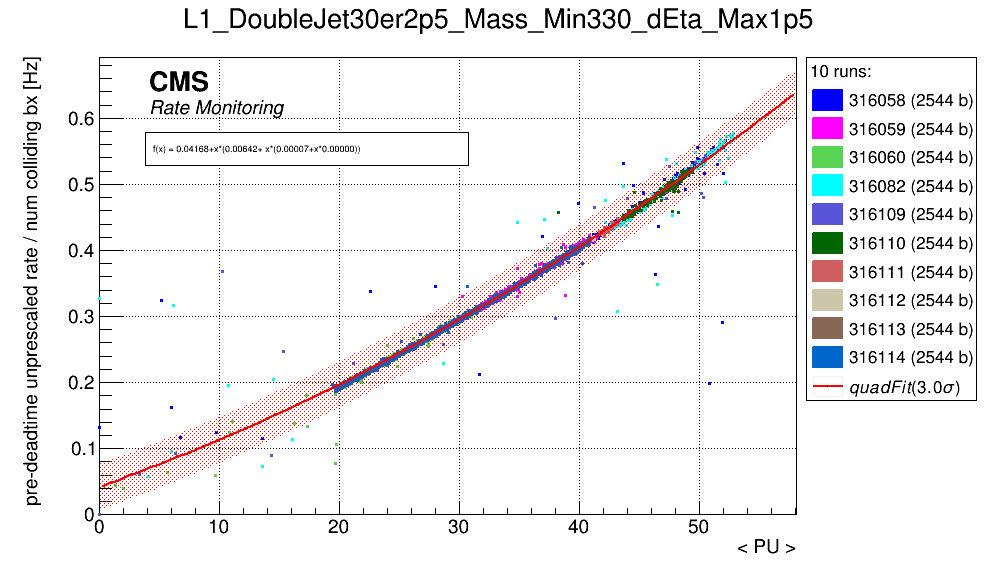 L1_DoubleJet30er2p5_Mass_Min330_dEta_Max1p5
pre-deadtime unprescaled rate / num colliding bx [Hz]
CMS
Rate Monitoring
f(x) = 0.04168+x*(0.00642+ x*(0.00007+x*0.00000))
0.6
0.5
0.4
0.3
0.2
0.1
0
0 10 20 30 40 50
< PU >
10 runs:
316058 (2544 b)
316059 (2544 b)
316060 (2544 b)
316082 (2544 b)
316109 (2544 b)
316110 (2544 b)
316111 (2544 b)
316112 (2544 b)
316113 (2544 b)
316114 (2544 b)
quadFit(3.0σ)